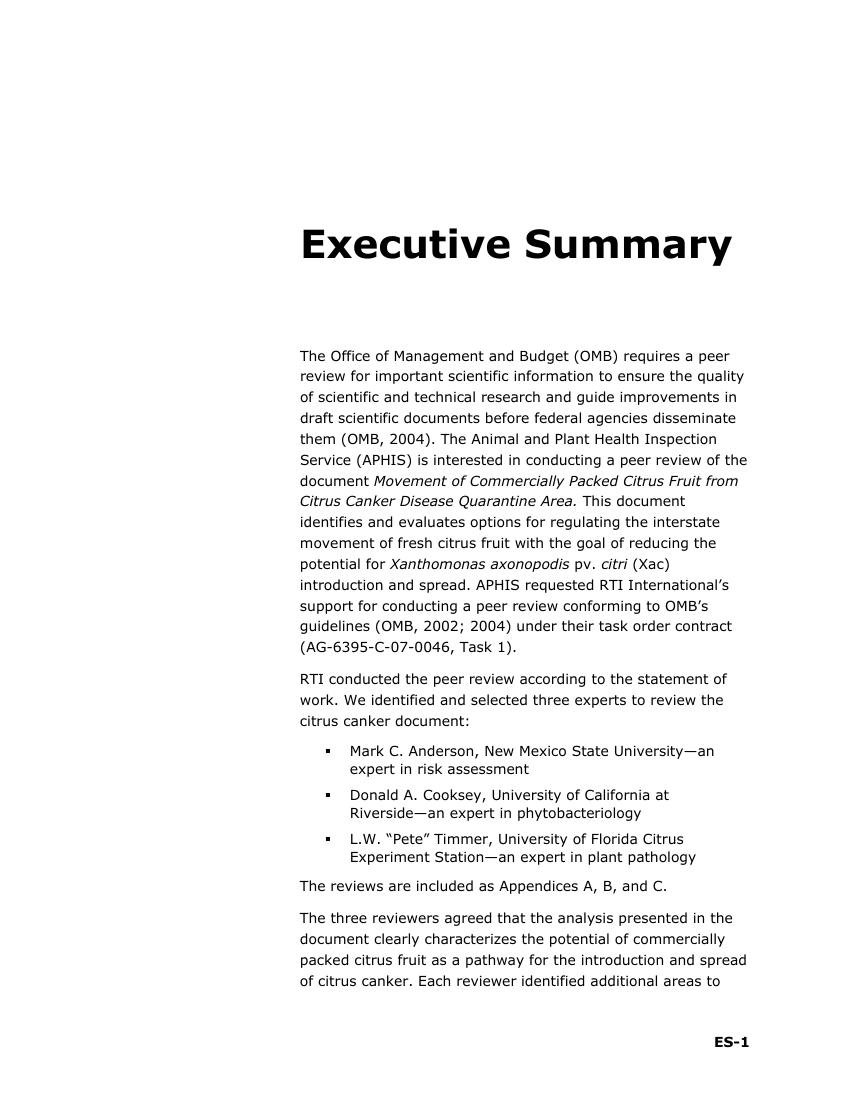 Executive Summary
The Office of Management and Budget (OMB) requires a peer
review for important scientific information to ensure the quality
of scientific and technical research and guide improvements in
draft scientific documents before federal agencies disseminate
them (OMB, 2004). The Animal and Plant Health Inspection
Service (APHIS) is interested in conducting a peer review of the
document Movement of Commercially Packed Citrus Fruit from
Citrus Canker Disease Quarantine Area. This document
identifies and evaluates options for regulating the interstate
movement of fresh citrus fruit with the goal of reducing the
potential for Xanthomonas axonopodis pv. citri (Xac)
introduction and spread. APHIS requested RTI International’s
support for conducting a peer review conforming to OMB’s
guidelines (OMB, 2002; 2004) under their task order contract
(AG-6395-C-07-0046, Task 1).
RTI conducted the peer review according to the statement of
work. We identified and selected three experts to review the
citrus canker document:
▪ Mark C. Anderson, New Mexico State University—an
expert in risk assessment
▪ Donald A. Cooksey, University of California at
Riverside—an expert in phytobacteriology
▪ L.W. “Pete” Timmer, University of Florida Citrus
Experiment Station—an expert in plant pathology
The reviews are included as Appendices A, B, and C.
The three reviewers agreed that the analysis presented in the
document clearly characterizes the potential of commercially
packed citrus fruit as a pathway for the introduction and spread
of citrus canker. Each reviewer identified additional areas to
ES-1